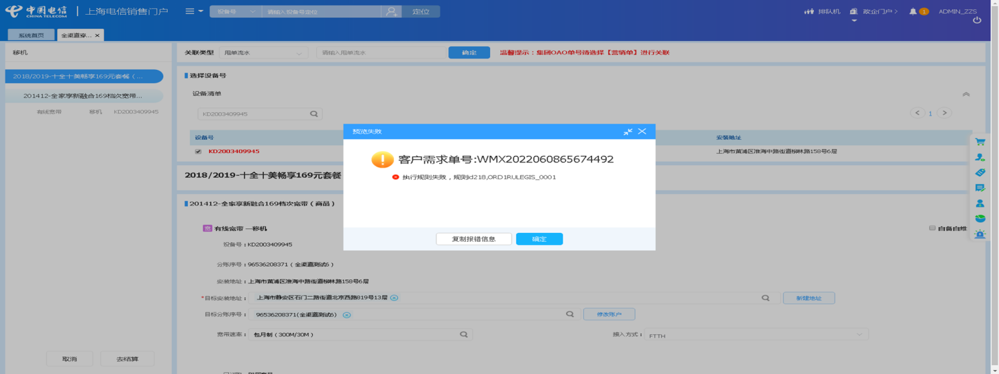 中国电信 CHINA TELECOM | 上海电信销售门户 设备号 请输入设备号定位 定位 排队机 政企门户> 1 ADMIN_ZZS
系统首页 全渠道穿... ×
移机 关联类型 甩单流水 请输入甩单流水 确定 温馨提示：集团OAO单号请选择【营销单】进行关联
2018/2019-十全十美畅享169元套餐（... 选择设备号
201412-全家享新融合169档次宽带... 设备清单
有线宽带 移机 KD2003409945 KD2003409945 < 1 >
预览失败
设备号 安装地址
KD2003409945 上海市黄浦区淮海中路街道柳林路158号6层
客户需求单号:WMX2022060865674492
2018/2019-十全十美畅享169元套餐
执行规则失败，规则id218,ORD1RULEGIS_0001
201412-全家享新融合169档次宽带（商品）
宽 有线宽带 —移机 自备自维
复制报错信息 确定
设备号：KD2003409945
分账序号：96536208371（全渠道测试6）
安装地址：上海市黄浦区淮海中路街道柳林路158号6层
*目标安装地址： 上海市静安区石门二路街道北京西路819号13层 新建地址
目标分账序号： 96536208371(全渠道测试6) 修改账户
宽带速率： 包月制（300M/30M） 接入方式： FTTH
取消 去结算